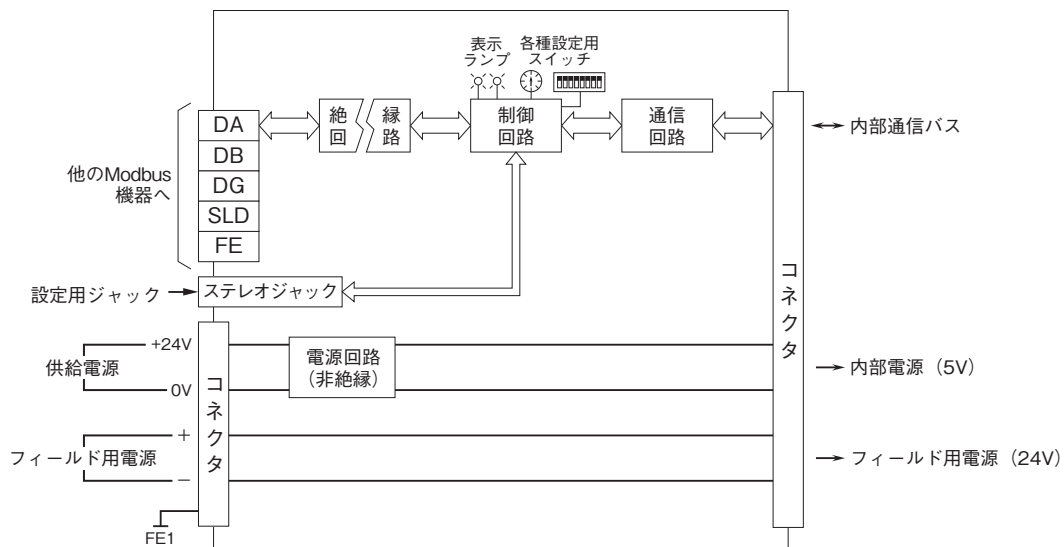 表示
ランプ
各種設定用
スイッチ
DA
DB
DG
SLD
FE
絶 縁
回 路
制御
回路
通信
回路
内部通信バス
他のModbus
機器へ
設定用ジャック
ステレオジャック
コネクタ
+24V
0V
供給電源
電源回路
(非絶縁)
内部電源(5V)
コネクタ
+
−
フィールド用電源
フィールド用電源(24V)
FE1